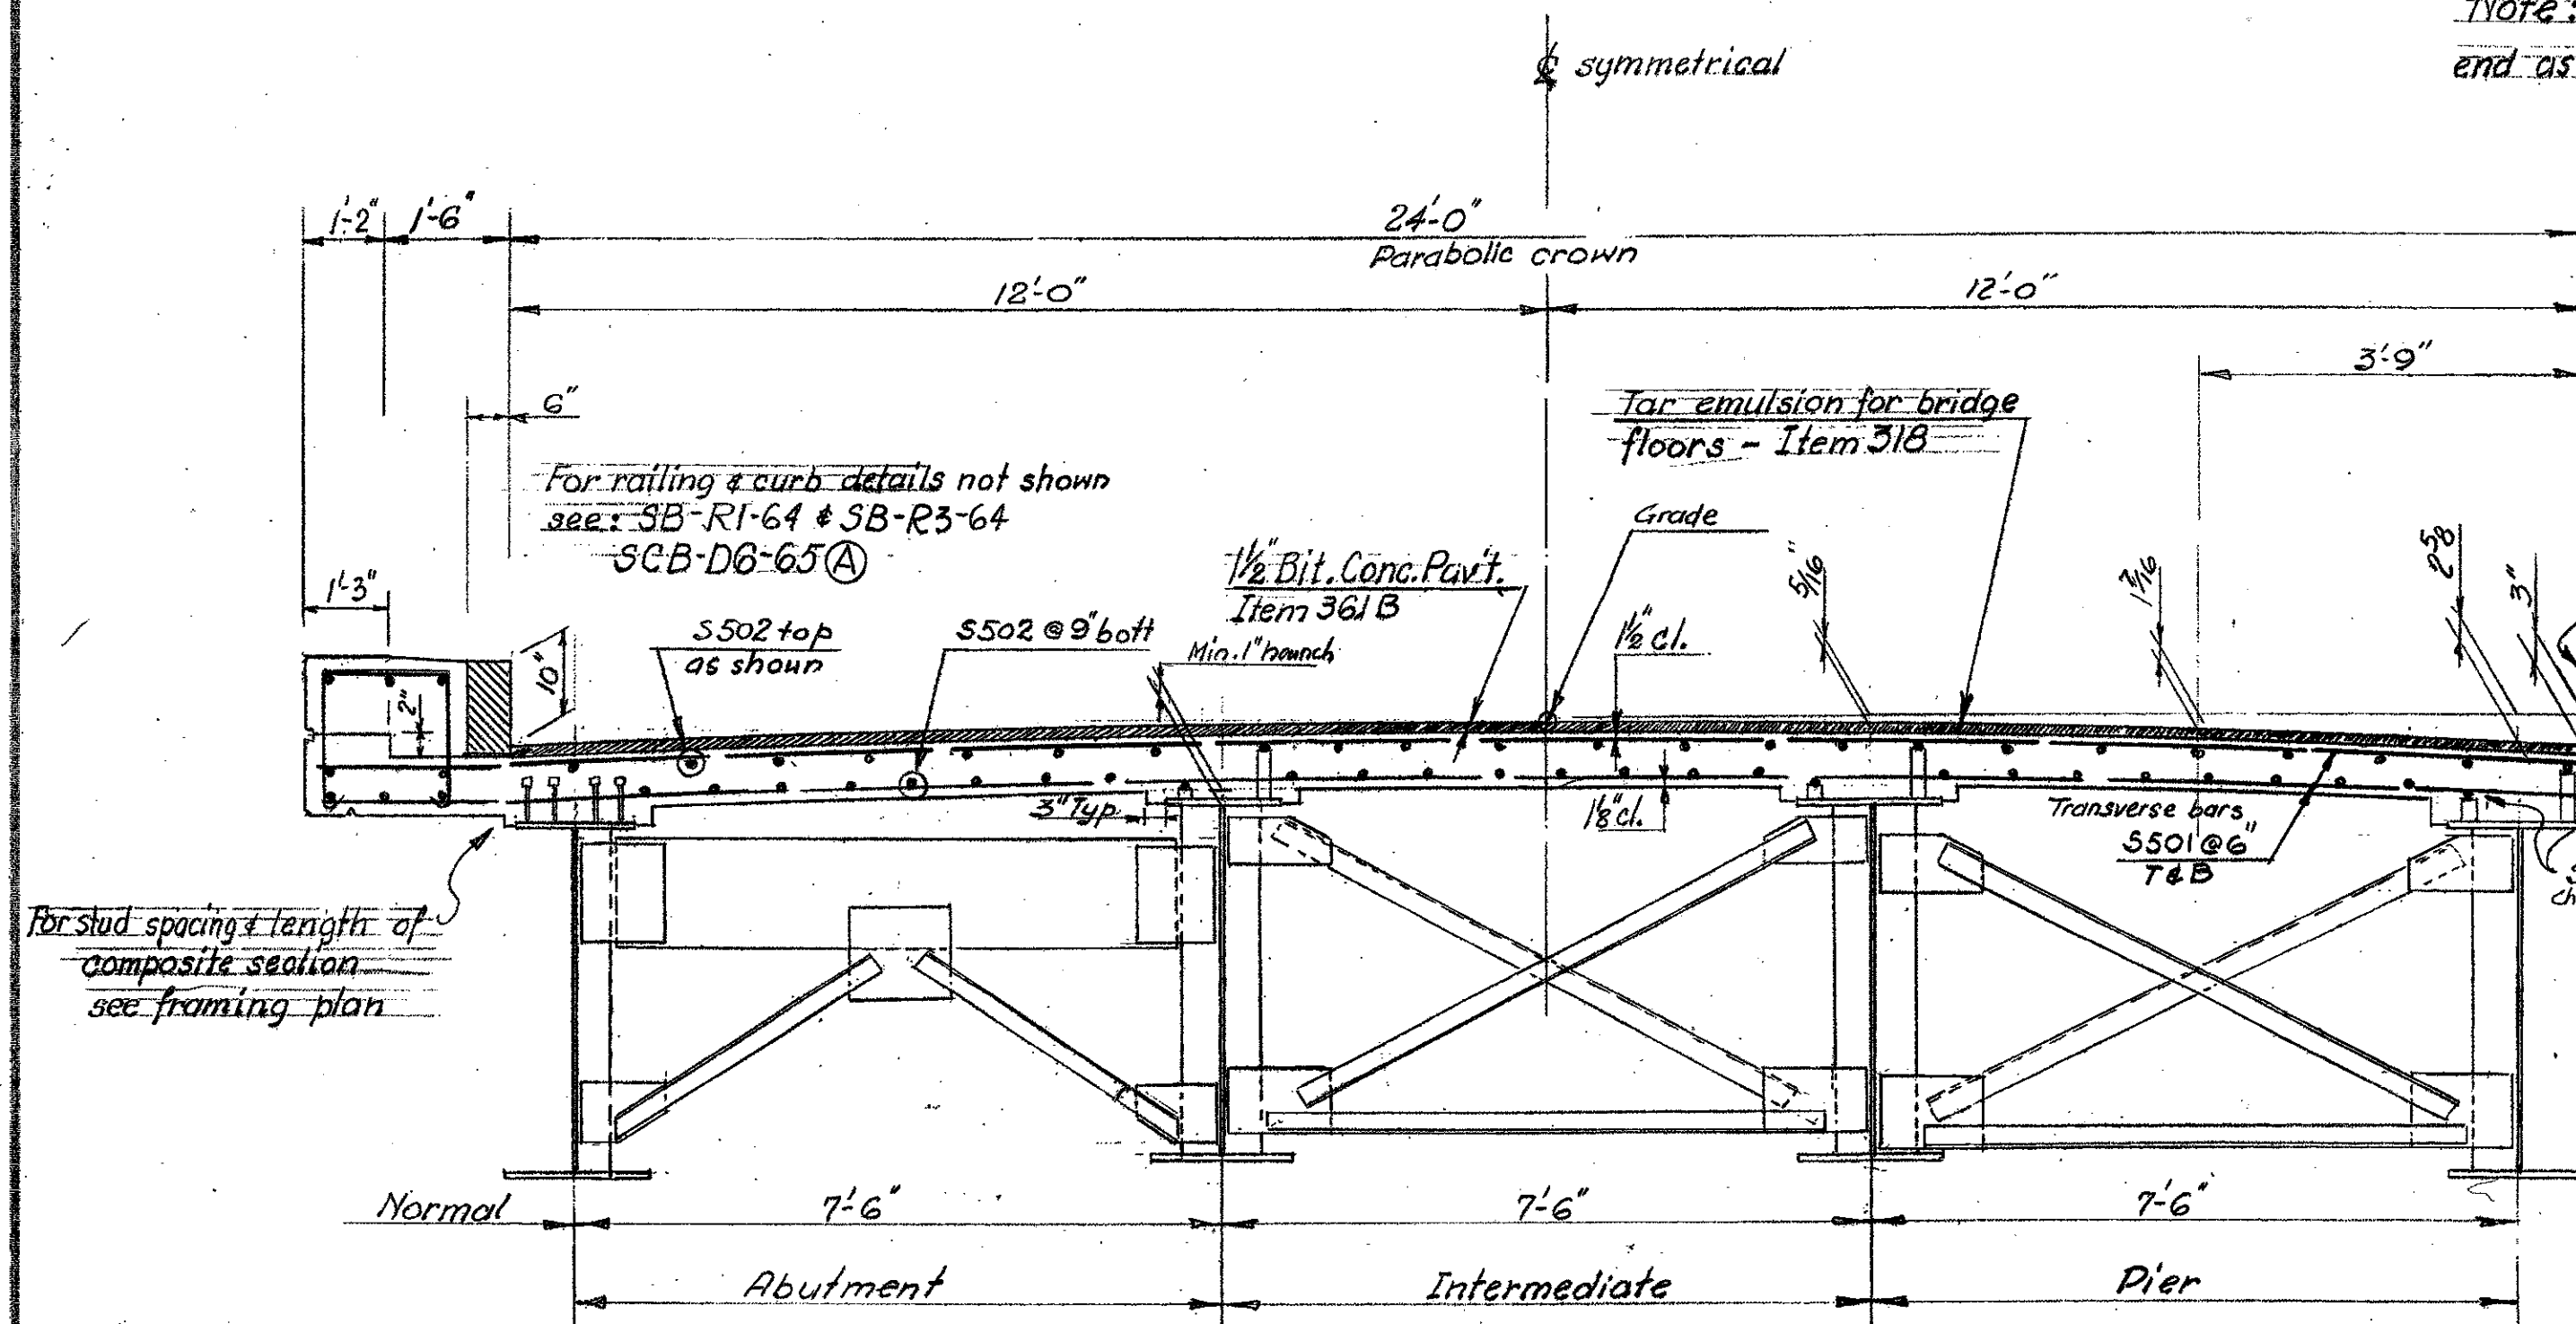 Note:
end as
℄ symmetrical
1'-2" 1'-6" 24'-0"
Parabolic crown
12'-0" 12'-0"
3'-9"
6"
Tar emulsion for bridge
floors - Item 318
For railing & curb details not shown
see: SB-R1-64 & SB-R3-64
SCB-D6-65 Ⓐ
Grade
1½" Bit. Conc. Pav't.
Item 361B
5/16"
1 7/16
2 5/8
3"
1'-3"
10"
2"
S502 top
as shown
S502 @ 9" bott
Min. 1" haunch
1½" cl.
3" Typ.
1⅛" cl.
Transverse bars
S501 @ 6"
T & B
For stud spacing & length of
composite section
see framing plan
Normal 7'-6" 7'-6" 7'-6"
Abutment Intermediate Pier